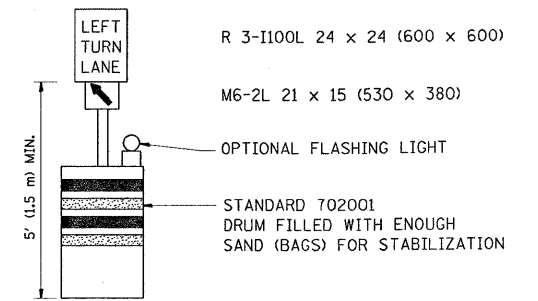 LEFT
TURN
LANE
R 3-I100L 24 x 24 (600 x 600)
M6-2L 21 x 15 (530 x 380)
OPTIONAL FLASHING LIGHT
5' (1.5 m) MIN.
STANDARD 702001
DRUM FILLED WITH ENOUGH
SAND (BAGS) FOR STABILIZATION